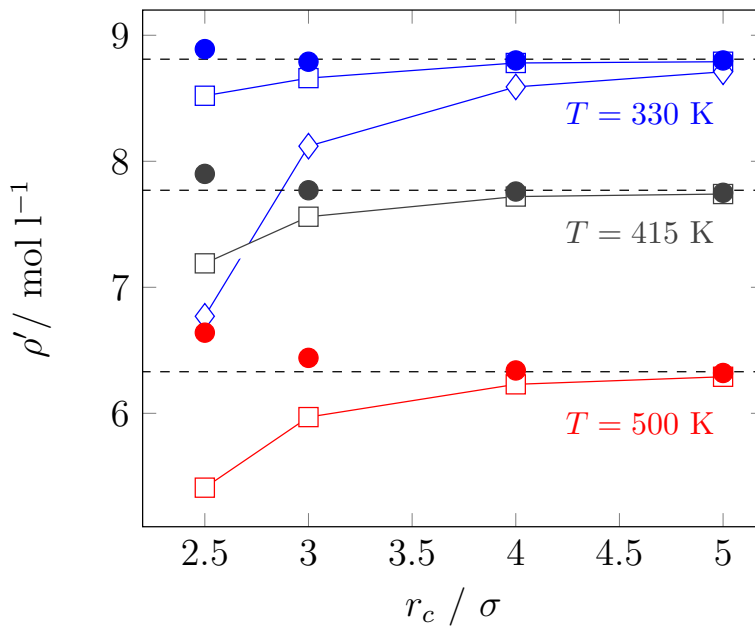 9
8
7
6
ρ′/ mol l⁻¹
T = 330 K
T = 415 K
T = 500 K
2.5 3 3.5 4 4.5 5
r_c / σ